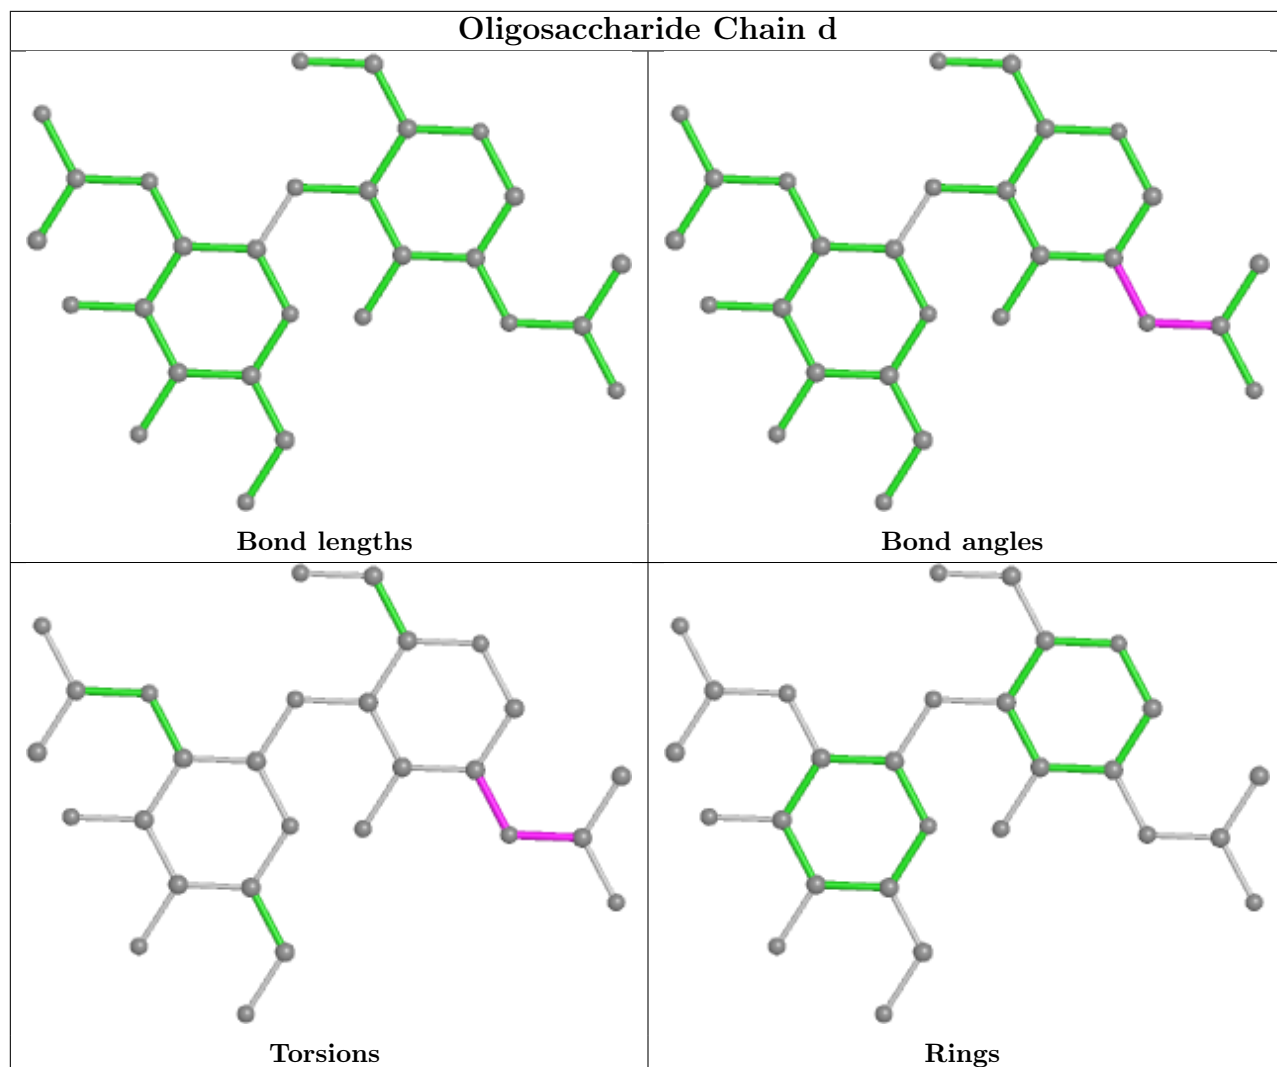 Oligosaccharide Chain d
Bond lengths
Bond angles
Torsions
Rings